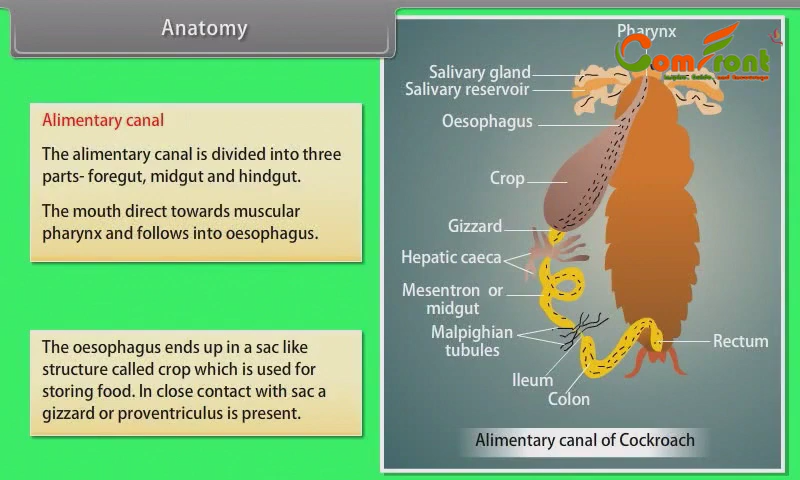 Anatomy
Alimentary canal
The alimentary canal is divided into three
parts- foregut, midgut and hindgut.
The mouth direct towards muscular
pharynx and follows into oesophagus.
The oesophagus ends up in a sac like
structure called crop which is used for
storing food. In close contact with sac a
gizzard or proventriculus is present.
Pharynx
ComFront
Salivary gland
Salivary reservoir
Oesophagus
Crop
Gizzard
Hepatic caeca
Mesentron or
midgut
Malpighian
tubules
Rectum
Ileum
Colon
Alimentary canal of Cockroach